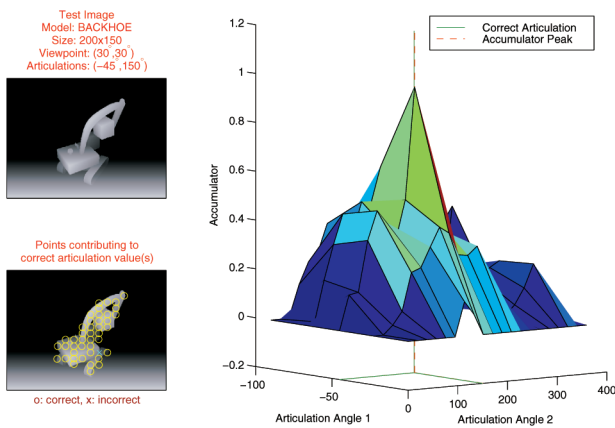 Test Image
Model: BACKHOE
Size: 200x150
Viewpoint: (30°,30°)
Articulations: (−45°,150°)
Points contributing to
correct articulation value(s)
o: correct, x: incorrect
Correct Articulation
Accumulator Peak
Accumulator
1.2
1
0.8
0.6
0.4
0.2
0
−0.2
−100
−50
0
100
200
300
400
Articulation Angle 1
Articulation Angle 2